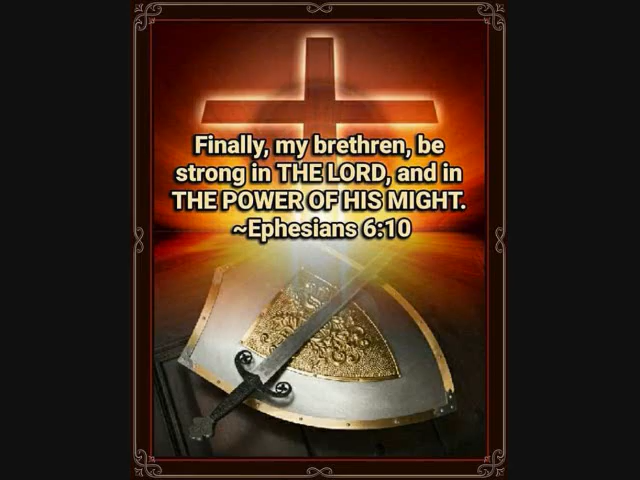 Finally, my brethren, be
strong in THE LORD, and in
THE POWER OF HIS MIGHT.
~Ephesians 6:10